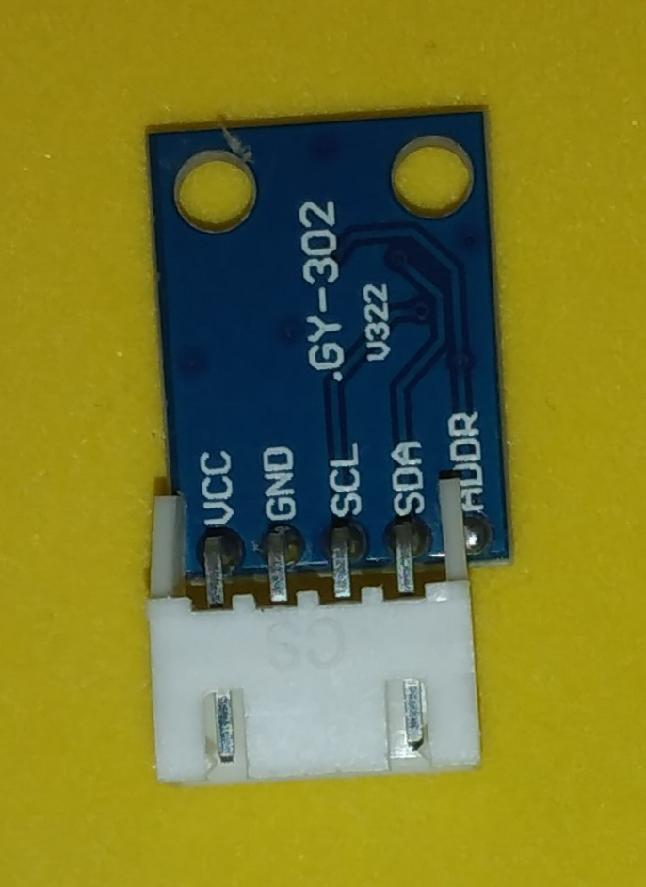 .GY-302
V322
VCC
GND
SCL
SDA
ADDR
CS